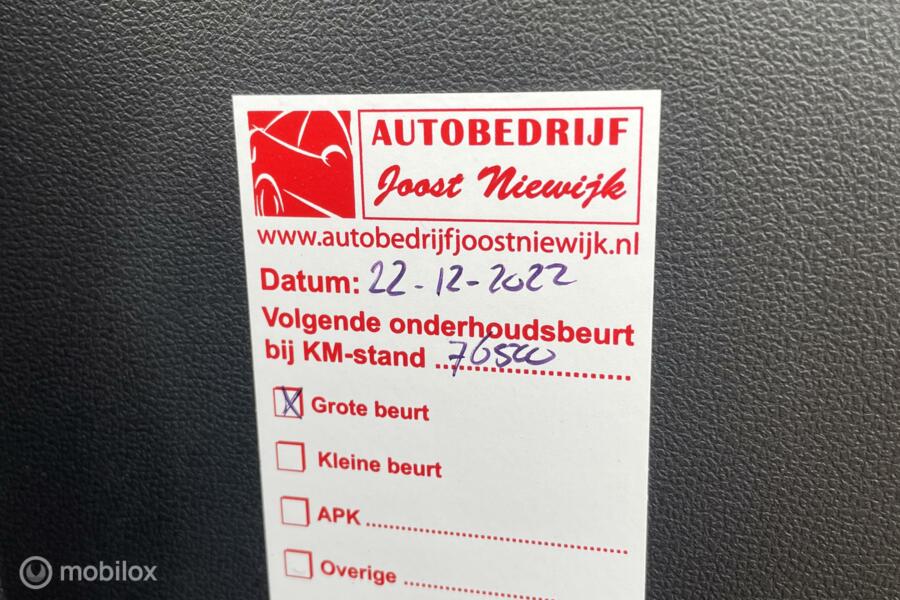 AUTOBEDRIJF
Joost Niewijk
www.autobedrijfjoostniewijk.nl
Datum: 22-12-2022
Volgende onderhoudsbeurt
bij KM-stand 76500
X Grote beurt
Kleine beurt
APK
Overige
mobilox